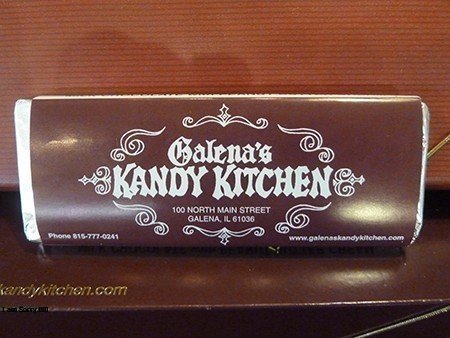 Galena's
KANDY KITCHEN
100 NORTH MAIN STREET
GALENA, IL 61036
Phone 815-777-0241
www.galenaskandykitchen.com
kandykitchen.com